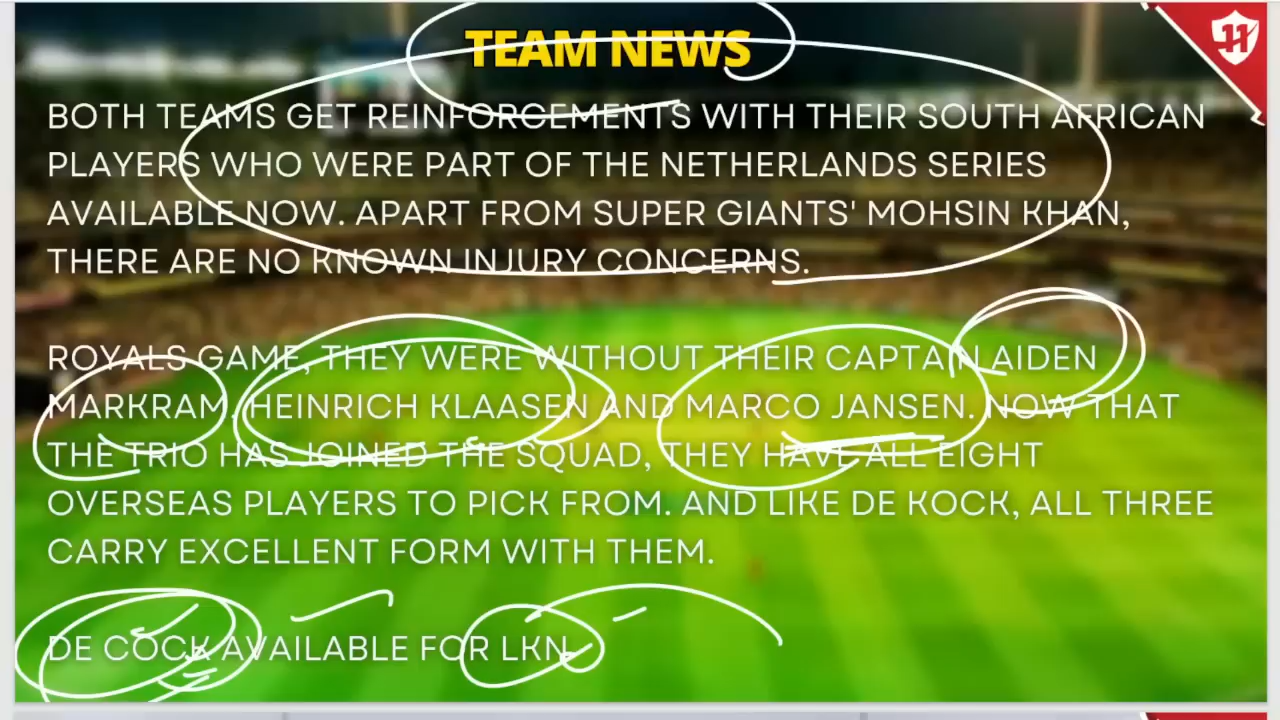 TEAM NEWS
BOTH TEAMS GET REINFORCEMENTS WITH THEIR SOUTH AFRICAN
PLAYERS WHO WERE PART OF THE NETHERLANDS SERIES
AVAILABLE NOW. APART FROM SUPER GIANTS' MOHSIN KHAN,
THERE ARE NO KNOWN INJURY CONCERNS.
ROYALS GAME, THEY WERE WITHOUT THEIR CAPTAIN AIDEN
MARKRAM, HEINRICH KLAASEN AND MARCO JANSEN. NOW THAT
THE TRIO HAS JOINED THE SQUAD, THEY HAVE ALL EIGHT
OVERSEAS PLAYERS TO PICK FROM. AND LIKE DE KOCK, ALL THREE
CARRY EXCELLENT FORM WITH THEM.
DE COCK AVAILABLE FOR LKN